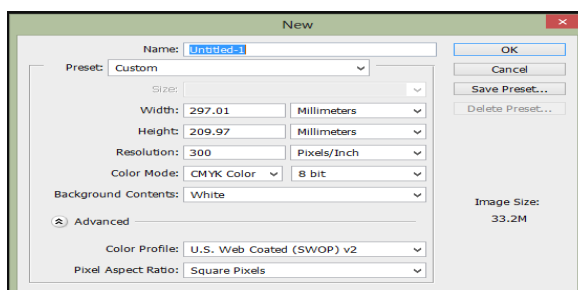 New
Name: Untitled-1 OK
Preset: Custom Cancel
Size: Save Preset...
Width: 297.01 Millimeters Delete Preset...
Height: 209.97 Millimeters
Resolution: 300 Pixels/Inch
Color Mode: CMYK Color 8 bit
Background Contents: White
Image Size:
Advanced 33.2M
Color Profile: U.S. Web Coated (SWOP) v2
Pixel Aspect Ratio: Square Pixels